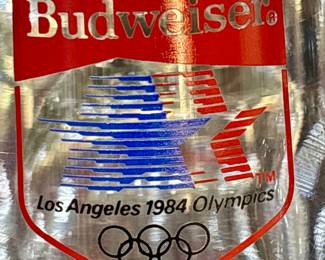 Budweiser®
TM
Los Angeles 1984 Olympics